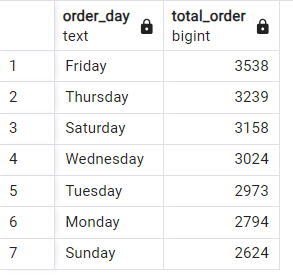 order_day total_order
text bigint
1 Friday 3538
2 Thursday 3239
3 Saturday 3158
4 Wednesday 3024
5 Tuesday 2973
6 Monday 2794
7 Sunday 2624